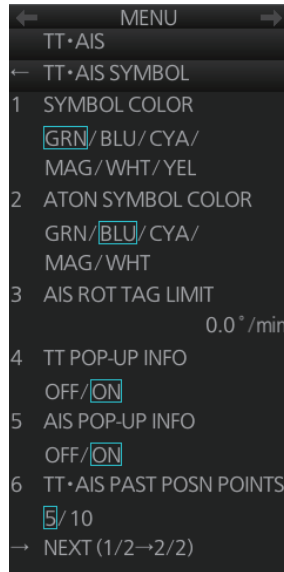 ← MENU →
TT•AIS
← TT•AIS SYMBOL
1 SYMBOL COLOR
GRN/BLU/CYA/
MAG/WHT/YEL
2 ATON SYMBOL COLOR
GRN/BLU/CYA/
MAG/WHT
3 AIS ROT TAG LIMIT
0.0°/min
4 TT POP-UP INFO
OFF/ON
5 AIS POP-UP INFO
OFF/ON
6 TT•AIS PAST POSN POINTS
5/10
→ NEXT (1/2→2/2)